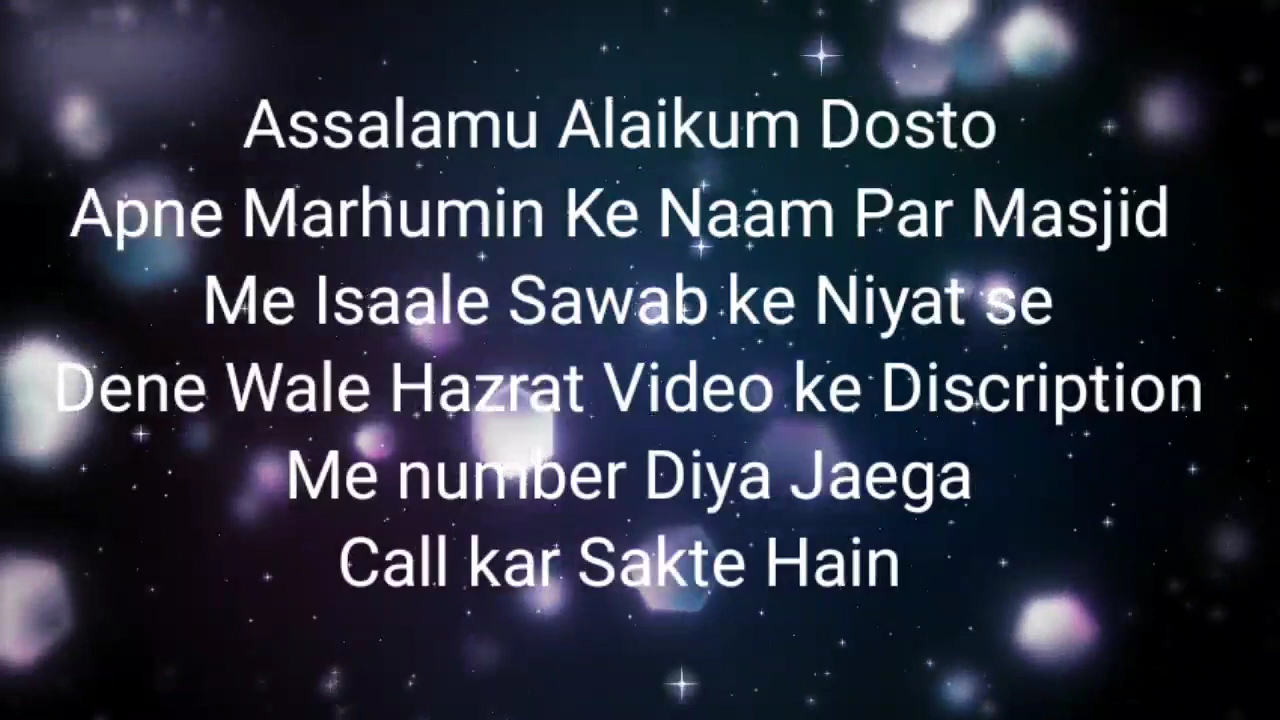 Assalamu Alaikum Dosto
Apne Marhumin Ke Naam Par Masjid
Me Isaale Sawab ke Niyat se
Dene Wale Hazrat Video ke Discription
Me number Diya Jaega
Call kar Sakte Hain